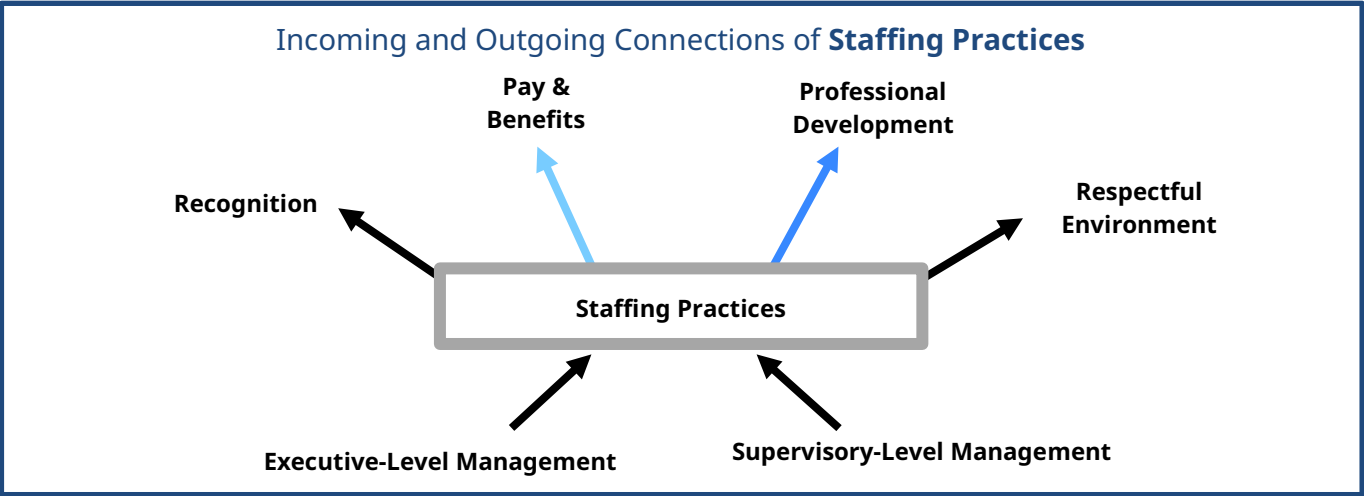 Incoming and Outgoing Connections of Staffing Practices
Pay &
Benefits
Professional
Development
Recognition
Respectful
Environment
Staffing Practices
Executive-Level Management
Supervisory-Level Management